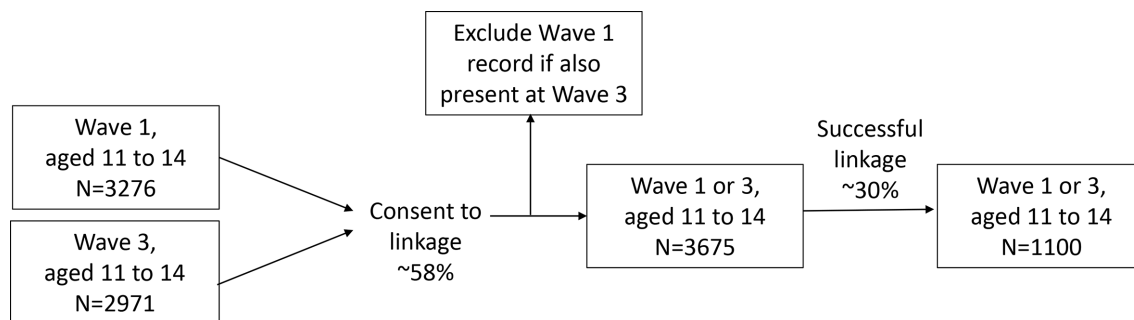 Exclude Wave 1
record if also
present at Wave 3
Wave 1,
aged 11 to 14
N=3276
Wave 3,
aged 11 to 14
N=2971
Consent to
linkage
~58%
Wave 1 or 3,
aged 11 to 14
N=3675
Successful
linkage
~30%
Wave 1 or 3,
aged 11 to 14
N=1100